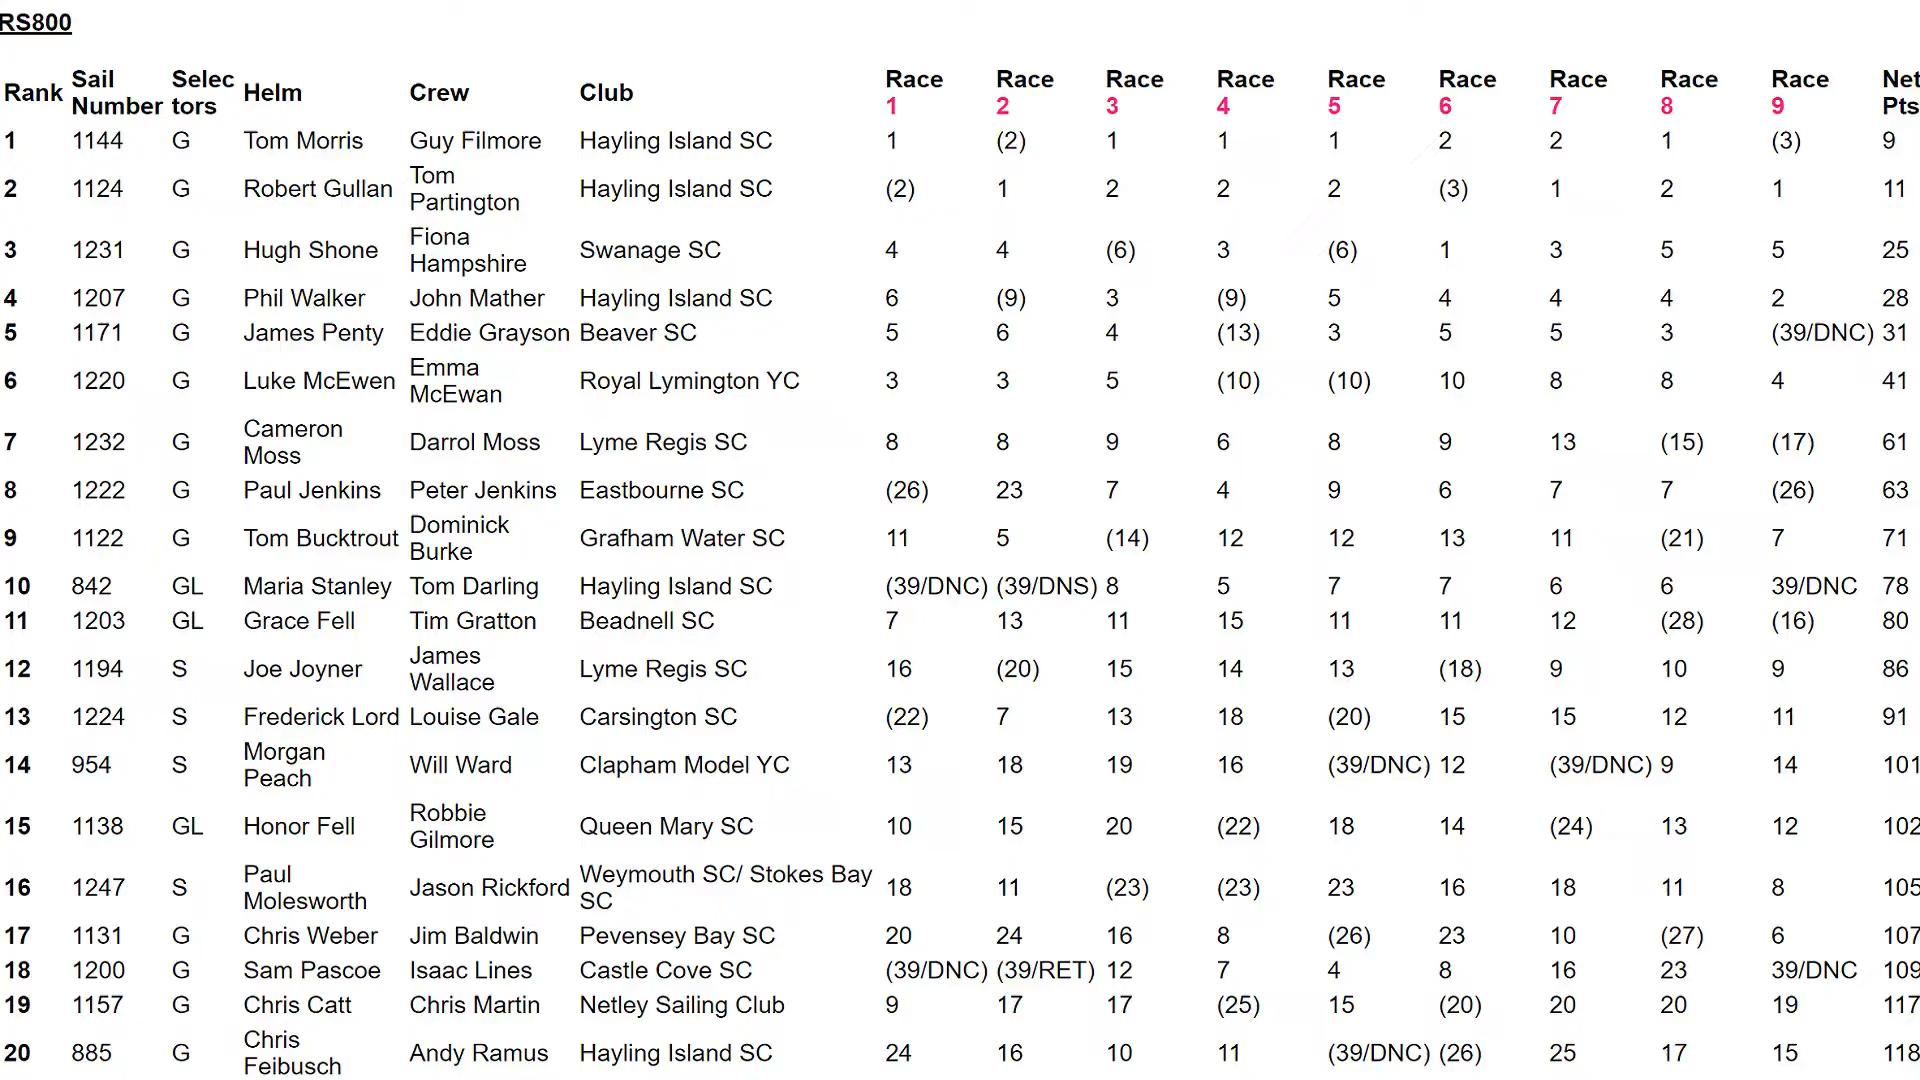 RS800
Rank Sail Number Selec tors Helm Crew Club Race 1 Race 2 Race 3 Race 4 Race 5 Race 6 Race 7 Race 8 Race 9 Net Pts
1 1144 G Tom Morris Guy Filmore Hayling Island SC 1 (2) 1 1 1 2 2 1 (3) 9
2 1124 G Robert Gullan Tom Partington Hayling Island SC (2) 1 2 2 2 (3) 1 2 1 11
3 1231 G Hugh Shone Fiona Hampshire Swanage SC 4 4 (6) 3 (6) 1 3 5 5 25
4 1207 G Phil Walker John Mather Hayling Island SC 6 (9) 3 (9) 5 4 4 4 2 28
5 1171 G James Penty Eddie Grayson Beaver SC 5 6 4 (13) 3 5 5 3 (39/DNC) 31
6 1220 G Luke McEwen Emma McEwan Royal Lymington YC 3 3 5 (10) (10) 10 8 8 4 41
7 1232 G Cameron Moss Darrol Moss Lyme Regis SC 8 8 9 6 8 9 13 (15) (17) 61
8 1222 G Paul Jenkins Peter Jenkins Eastbourne SC (26) 23 7 4 9 6 7 7 (26) 63
9 1122 G Tom Bucktrout Dominick Burke Grafham Water SC 11 5 (14) 12 12 13 11 (21) 7 71
10 842 GL Maria Stanley Tom Darling Hayling Island SC (39/DNC) (39/DNS) 8 5 7 7 6 6 39/DNC 78
11 1203 GL Grace Fell Tim Gratton Beadnell SC 7 13 11 15 11 11 12 (28) (16) 80
12 1194 S Joe Joyner James Wallace Lyme Regis SC 16 (20) 15 14 13 (18) 9 10 9 86
13 1224 S Frederick Lord Louise Gale Carsington SC (22) 7 13 18 (20) 15 15 12 11 91
14 954 S Morgan Peach Will Ward Clapham Model YC 13 18 19 16 (39/DNC) 12 (39/DNC) 9 14 101
15 1138 GL Honor Fell Robbie Gilmore Queen Mary SC 10 15 20 (22) 18 14 (24) 13 12 102
16 1247 S Paul Molesworth Jason Rickford Weymouth SC/ Stokes Bay SC 18 11 (23) (23) 23 16 18 11 8 105
17 1131 G Chris Weber Jim Baldwin Pevensey Bay SC 20 24 16 8 (26) 23 10 (27) 6 107
18 1200 G Sam Pascoe Isaac Lines Castle Cove SC (39/DNC) (39/RET) 12 7 4 8 16 23 39/DNC 109
19 1157 G Chris Catt Chris Martin Netley Sailing Club 9 17 17 (25) 15 (20) 20 20 19 117
20 885 G Chris Feibusch Andy Ramus Hayling Island SC 24 16 10 11 (39/DNC) (26) 25 17 15 118